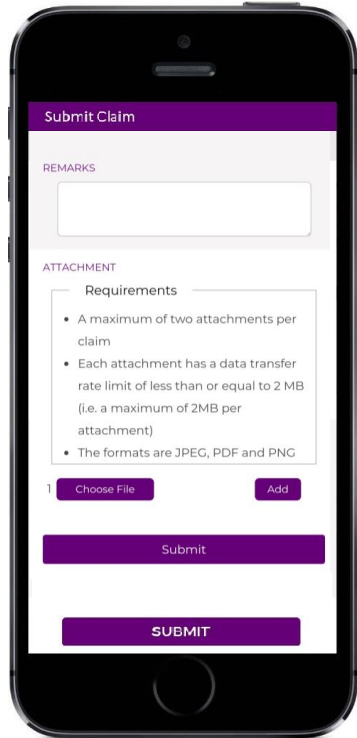 Submit Claim
REMARKS
ATTACHMENT
Requirements
• A maximum of two attachments per
claim
• Each attachment has a data transfer
rate limit of less than or equal to 2 MB
(i.e. a maximum of 2MB per
attachment)
• The formats are JPEG, PDF and PNG
1 Choose File Add
Submit
SUBMIT